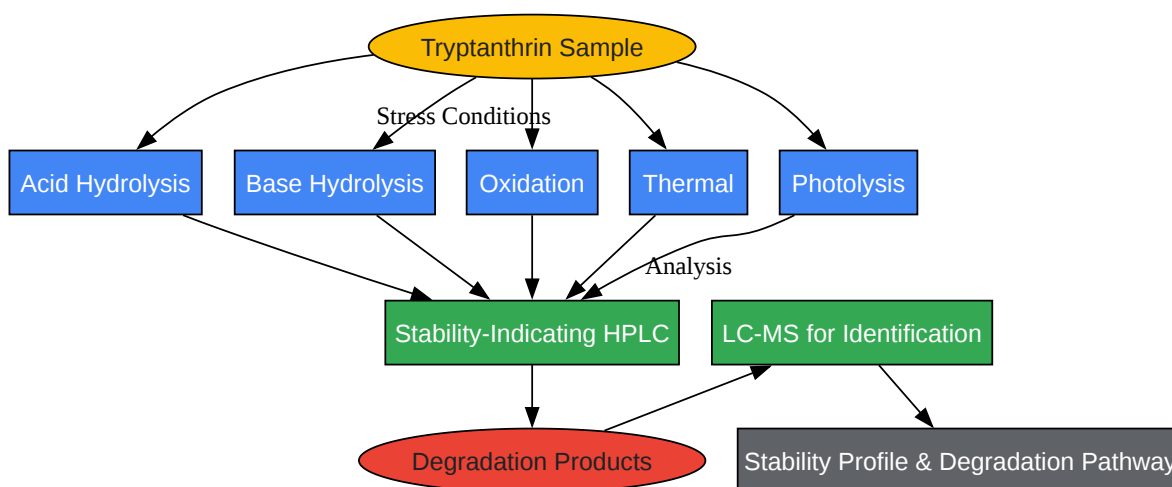 Tryptanthrin Sample
Stress Conditions
Acid Hydrolysis
Base Hydrolysis
Oxidation
Thermal
Photolysis
Analysis
Stability-Indicating HPLC
LC-MS for Identification
Degradation Products
Stability Profile & Degradation Pathway